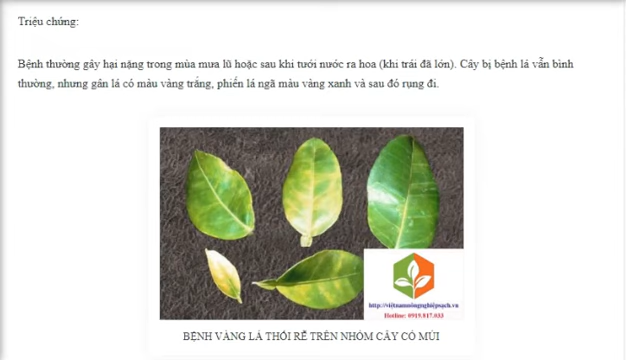 Triệu chứng:
Bệnh thường gây hại nặng trong mùa mưa lũ hoặc sau khi tưới nước ra hoa (khi trái đã lớn). Cây bị bệnh lá vẫn bình
thường, nhưng gân lá có màu vàng trắng, phiến lá ngã màu vàng xanh và sau đó rụng đi.
http://việtnamnôngnghiệpsạch.vn
Hotline: 0919.817.033
BỆNH VÀNG LÁ THỐI RỄ TRÊN NHÓM CÂY CÓ MÚI